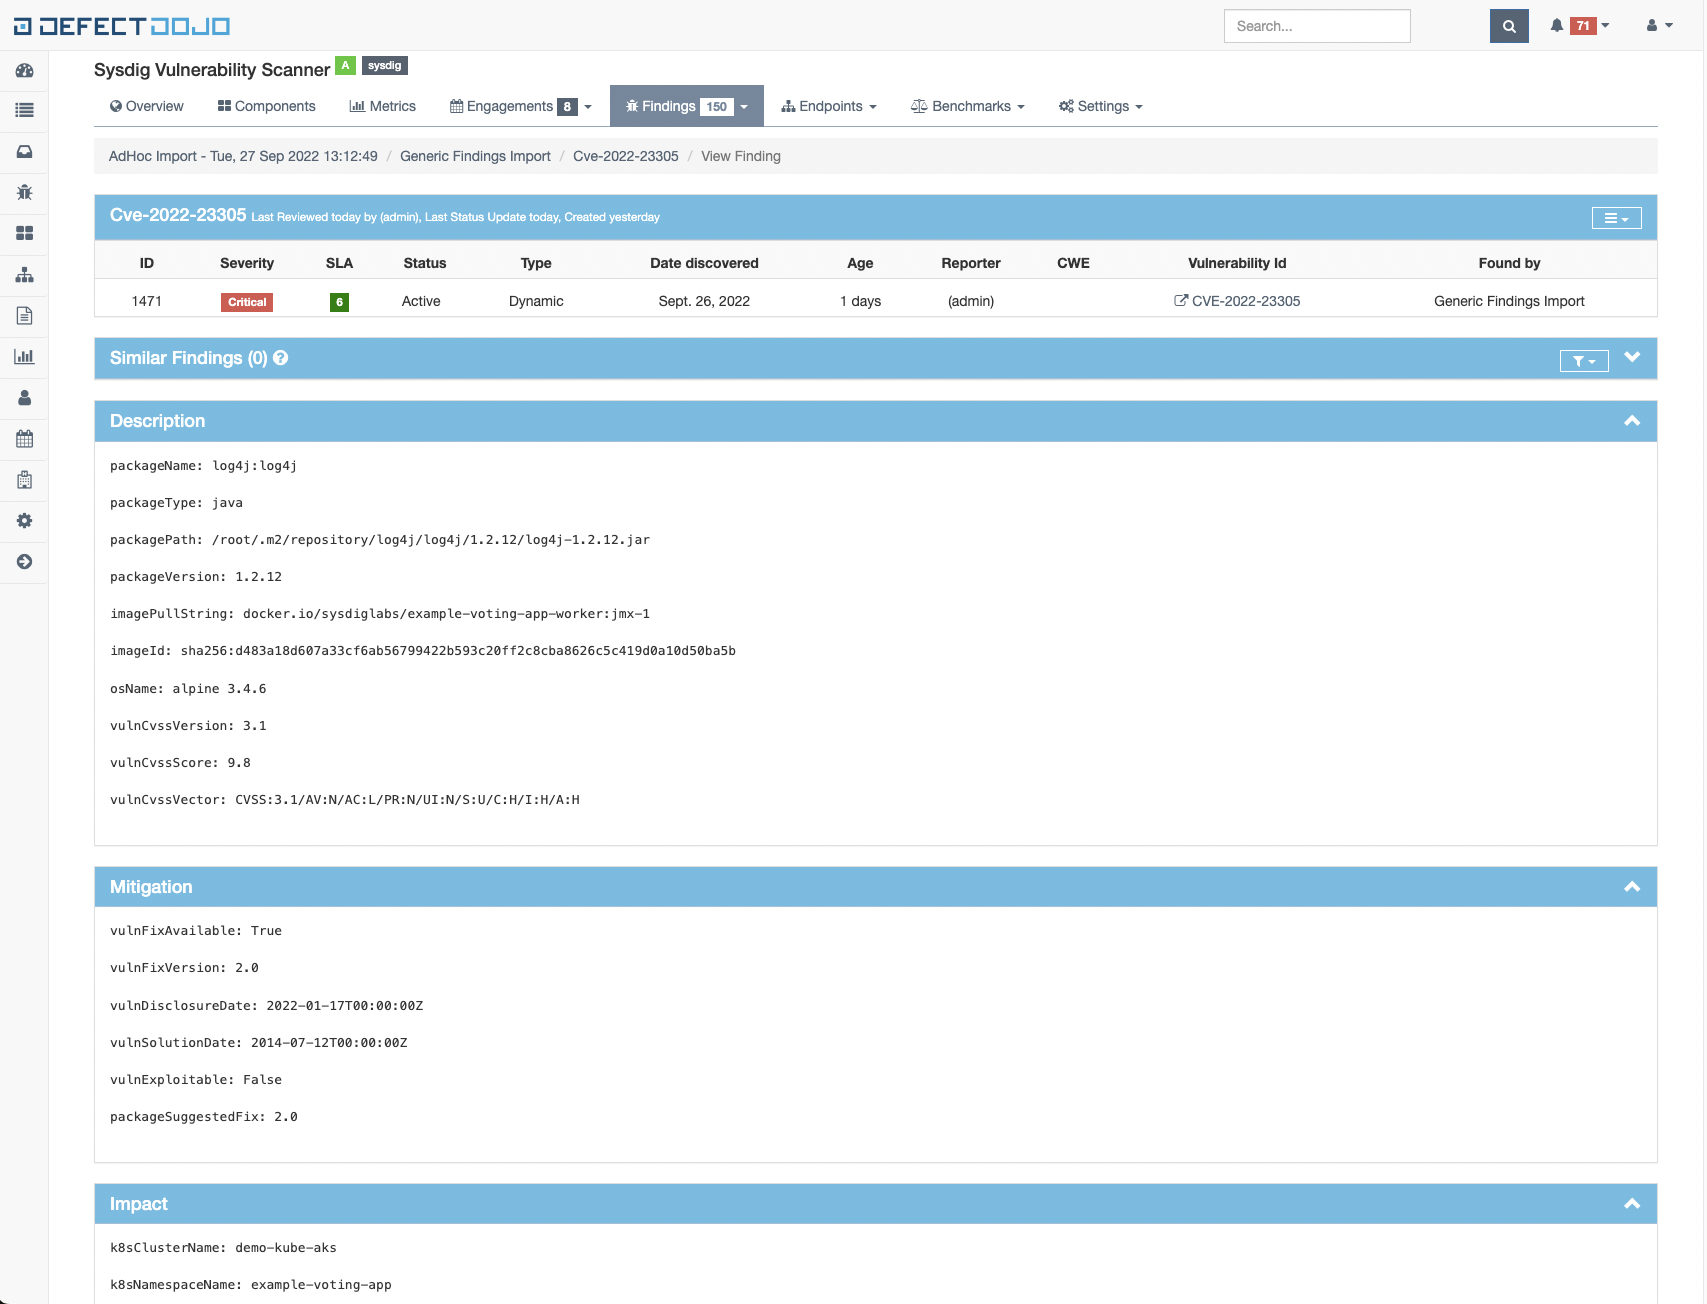 DEFECTDOJO
Search...
71
Sysdig Vulnerability Scanner A sysdig
Overview Components Metrics Engagements 8 Findings 150 Endpoints Benchmarks Settings
AdHoc Import - Tue, 27 Sep 2022 13:12:49 / Generic Findings Import / Cve-2022-23305 / View Finding
Cve-2022-23305 Last Reviewed today by (admin), Last Status Update today, Created yesterday
ID Severity SLA Status Type Date discovered Age Reporter CWE Vulnerability Id Found by
1471 Critical 6 Active Dynamic Sept. 26, 2022 1 days (admin) CVE-2022-23305 Generic Findings Import
Similar Findings (0)
Description
packageName: log4j:log4j
packageType: java
packagePath: /root/.m2/repository/log4j/log4j/1.2.12/log4j-1.2.12.jar
packageVersion: 1.2.12
imagePullString: docker.io/sysdiglabs/example-voting-app-worker:jmx-1
imageId: sha256:d483a18d607a33cf6ab56799422b593c20ff2c8cba8626c5c419d0a10d50ba5b
osName: alpine 3.4.6
vulnCvssVersion: 3.1
vulnCvssScore: 9.8
vulnCvssVector: CVSS:3.1/AV:N/AC:L/PR:N/UI:N/S:U/C:H/I:H/A:H
Mitigation
vulnFixAvailable: True
vulnFixVersion: 2.0
vulnDisclosureDate: 2022-01-17T00:00:00Z
vulnSolutionDate: 2014-07-12T00:00:00Z
vulnExploitable: False
packageSuggestedFix: 2.0
Impact
k8sClusterName: demo-kube-aks
k8sNamespaceName: example-voting-app